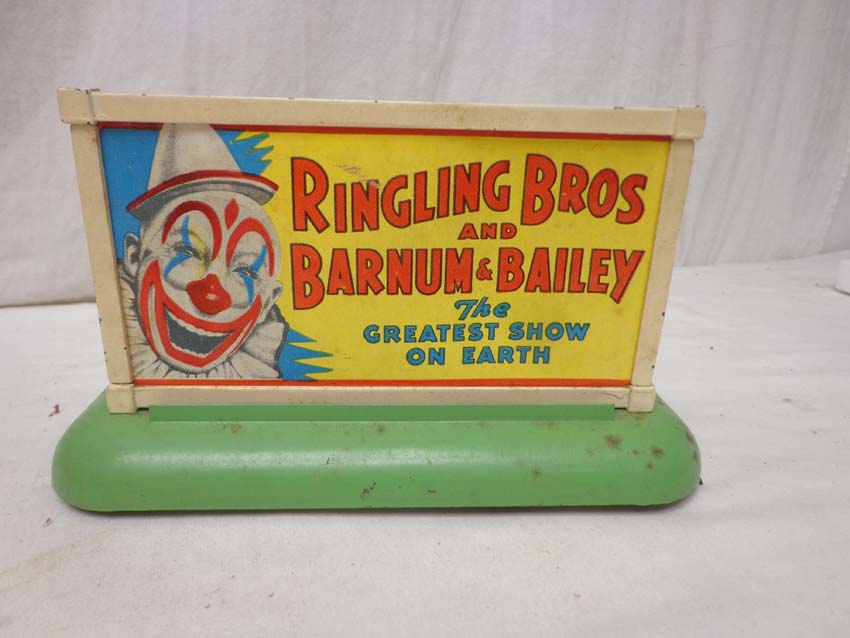 RINGLING BROS
AND
BARNUM & BAILEY
The
GREATEST SHOW
ON EARTH